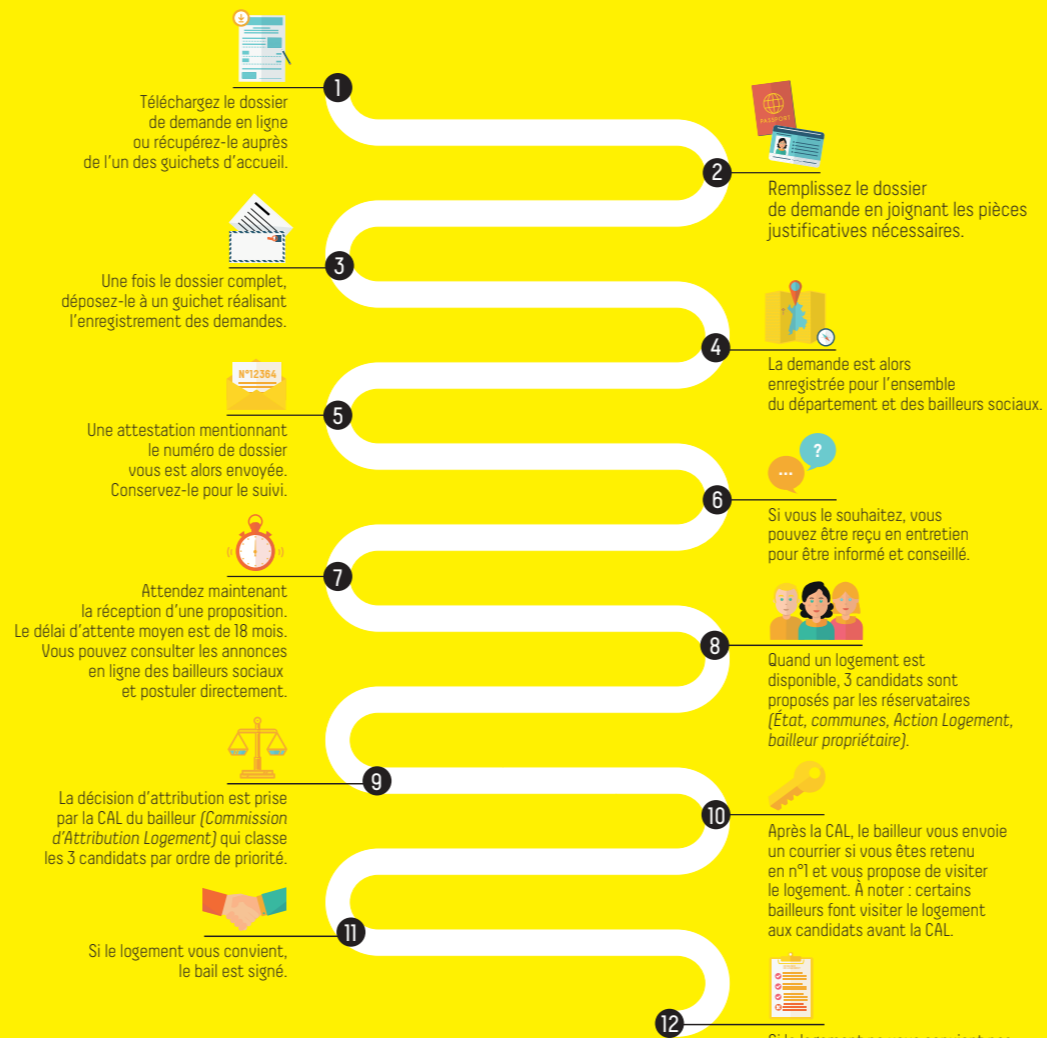 1
Téléchargez le dossier
de demande en ligne
ou récupérez-le auprès
de l'un des guichets d'accueil.
PASSPORT
2
Remplissez le dossier
de demande en joignant les pièces
justificatives nécessaires.
3
Une fois le dossier complet,
déposez-le à un guichet réalisant
l'enregistrement des demandes.
4
La demande est alors
enregistrée pour l'ensemble
du département et des bailleurs sociaux.
N°12364
5
Une attestation mentionnant
le numéro de dossier
vous est alors envoyée.
Conservez-le pour le suivi.
?
...
6
Si vous le souhaitez, vous
pouvez être reçu en entretien
pour être informé et conseillé.
7
Attendez maintenant
la réception d'une proposition.
Le délai d'attente moyen est de 18 mois.
Vous pouvez consulter les annonces
en ligne des bailleurs sociaux
et postuler directement.
8
Quand un logement est
disponible, 3 candidats sont
proposés par les réservataires
(État, communes, Action Logement,
bailleur propriétaire).
9
La décision d'attribution est prise
par la CAL du bailleur (Commission
d'Attribution Logement) qui classe
les 3 candidats par ordre de priorité.
10
Après la CAL, le bailleur vous envoie
un courrier si vous êtes retenu
en n°1 et vous propose de visiter
le logement. À noter : certains
bailleurs font visiter le logement
aux candidats avant la CAL.
11
Si le logement vous convient,
le bail est signé.
12
Si le logement ne vous convient pas